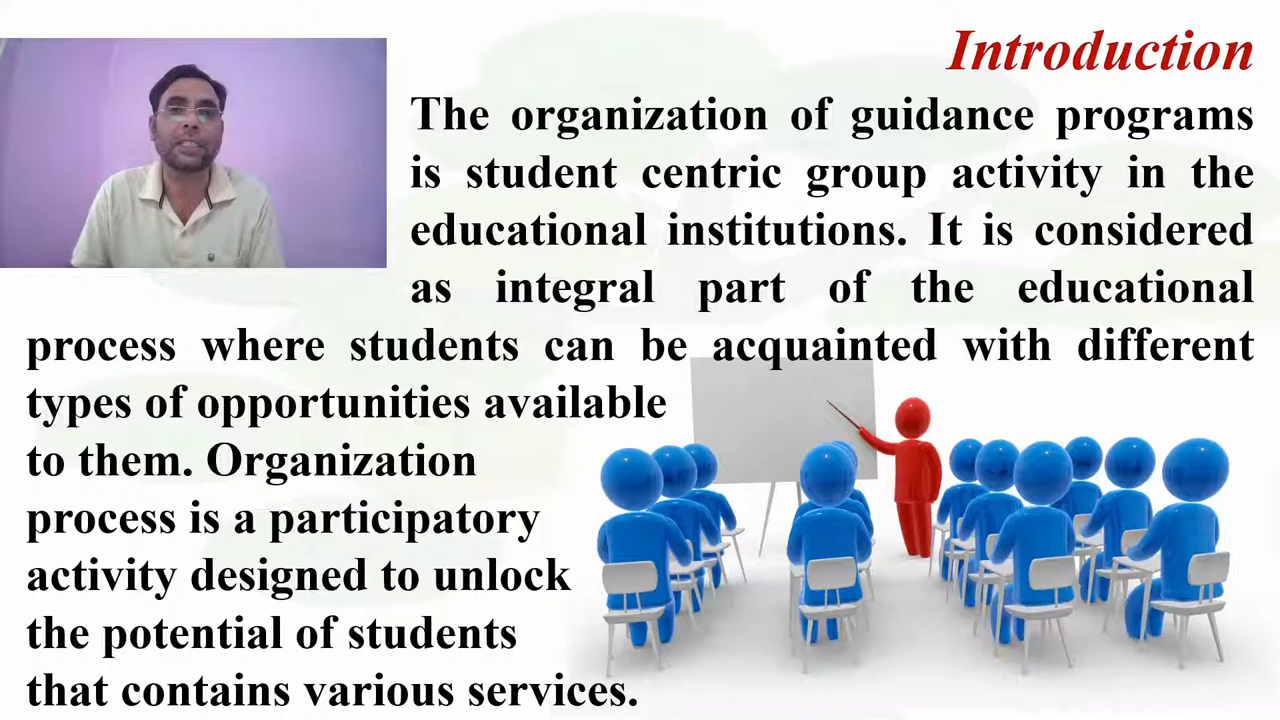 Introduction
The organization of guidance programs
is student centric group activity in the
educational institutions. It is considered
as integral part of the educational
process where students can be acquainted with different
types of opportunities available
to them. Organization
process is a participatory
activity designed to unlock
the potential of students
that contains various services.